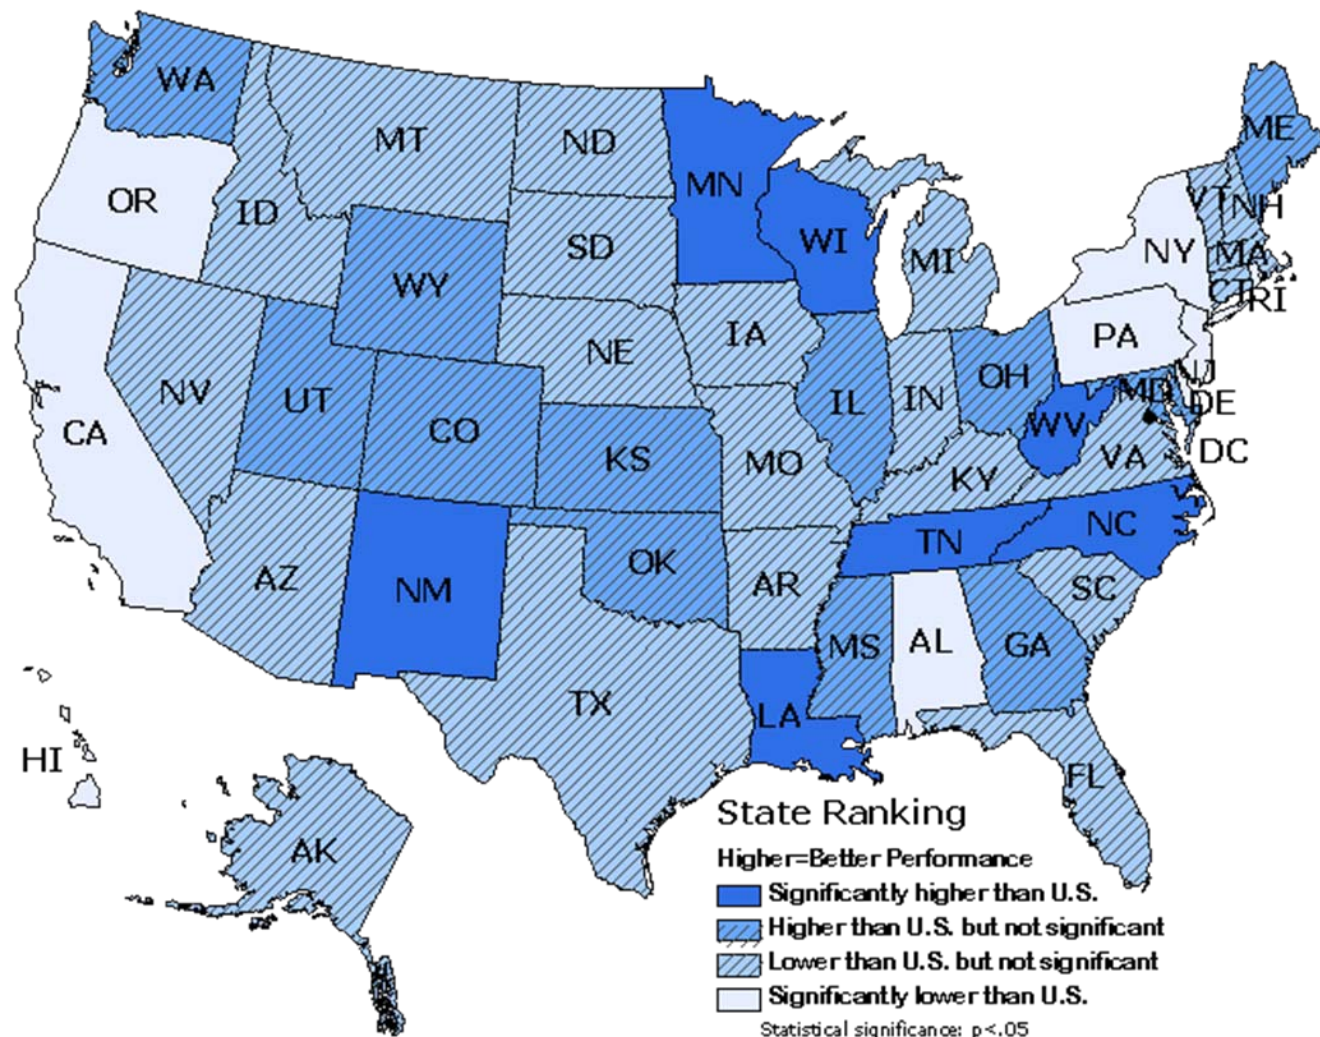 WA
MT
ND
MN
ME
OR
ID
SD
WI
MI
VT
NH
NY
MA
CT
RI
WY
IA
PA
NE
NV
UT
CO
IL
IN
OH
NJ
MD
DE
WV
CA
KS
MO
KY
VA
DC
AZ
NM
OK
AR
TN
NC
SC
MS
AL
GA
TX
LA
FL
HI
AK
State Ranking
Higher=Better Performance
Significantly higher than U.S.
Higher than U.S. but not significant
Lower than U.S. but not significant
Significantly lower than U.S.
Statistical significance: p<.05